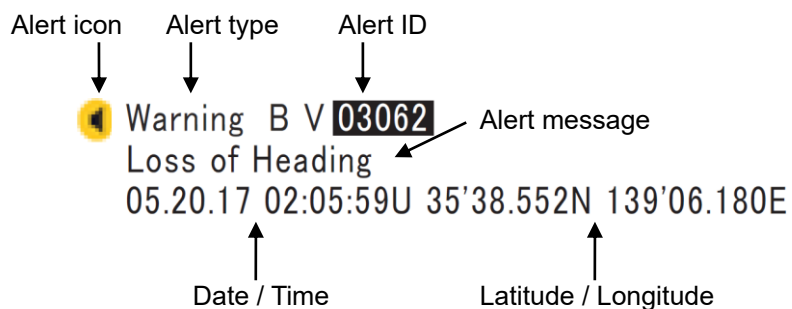 Alert icon Alert type Alert ID
Warning B V 03062
Alert message
Loss of Heading
05.20.17 02:05:59U 35'38.552N 139'06.180E
Date / Time Latitude / Longitude